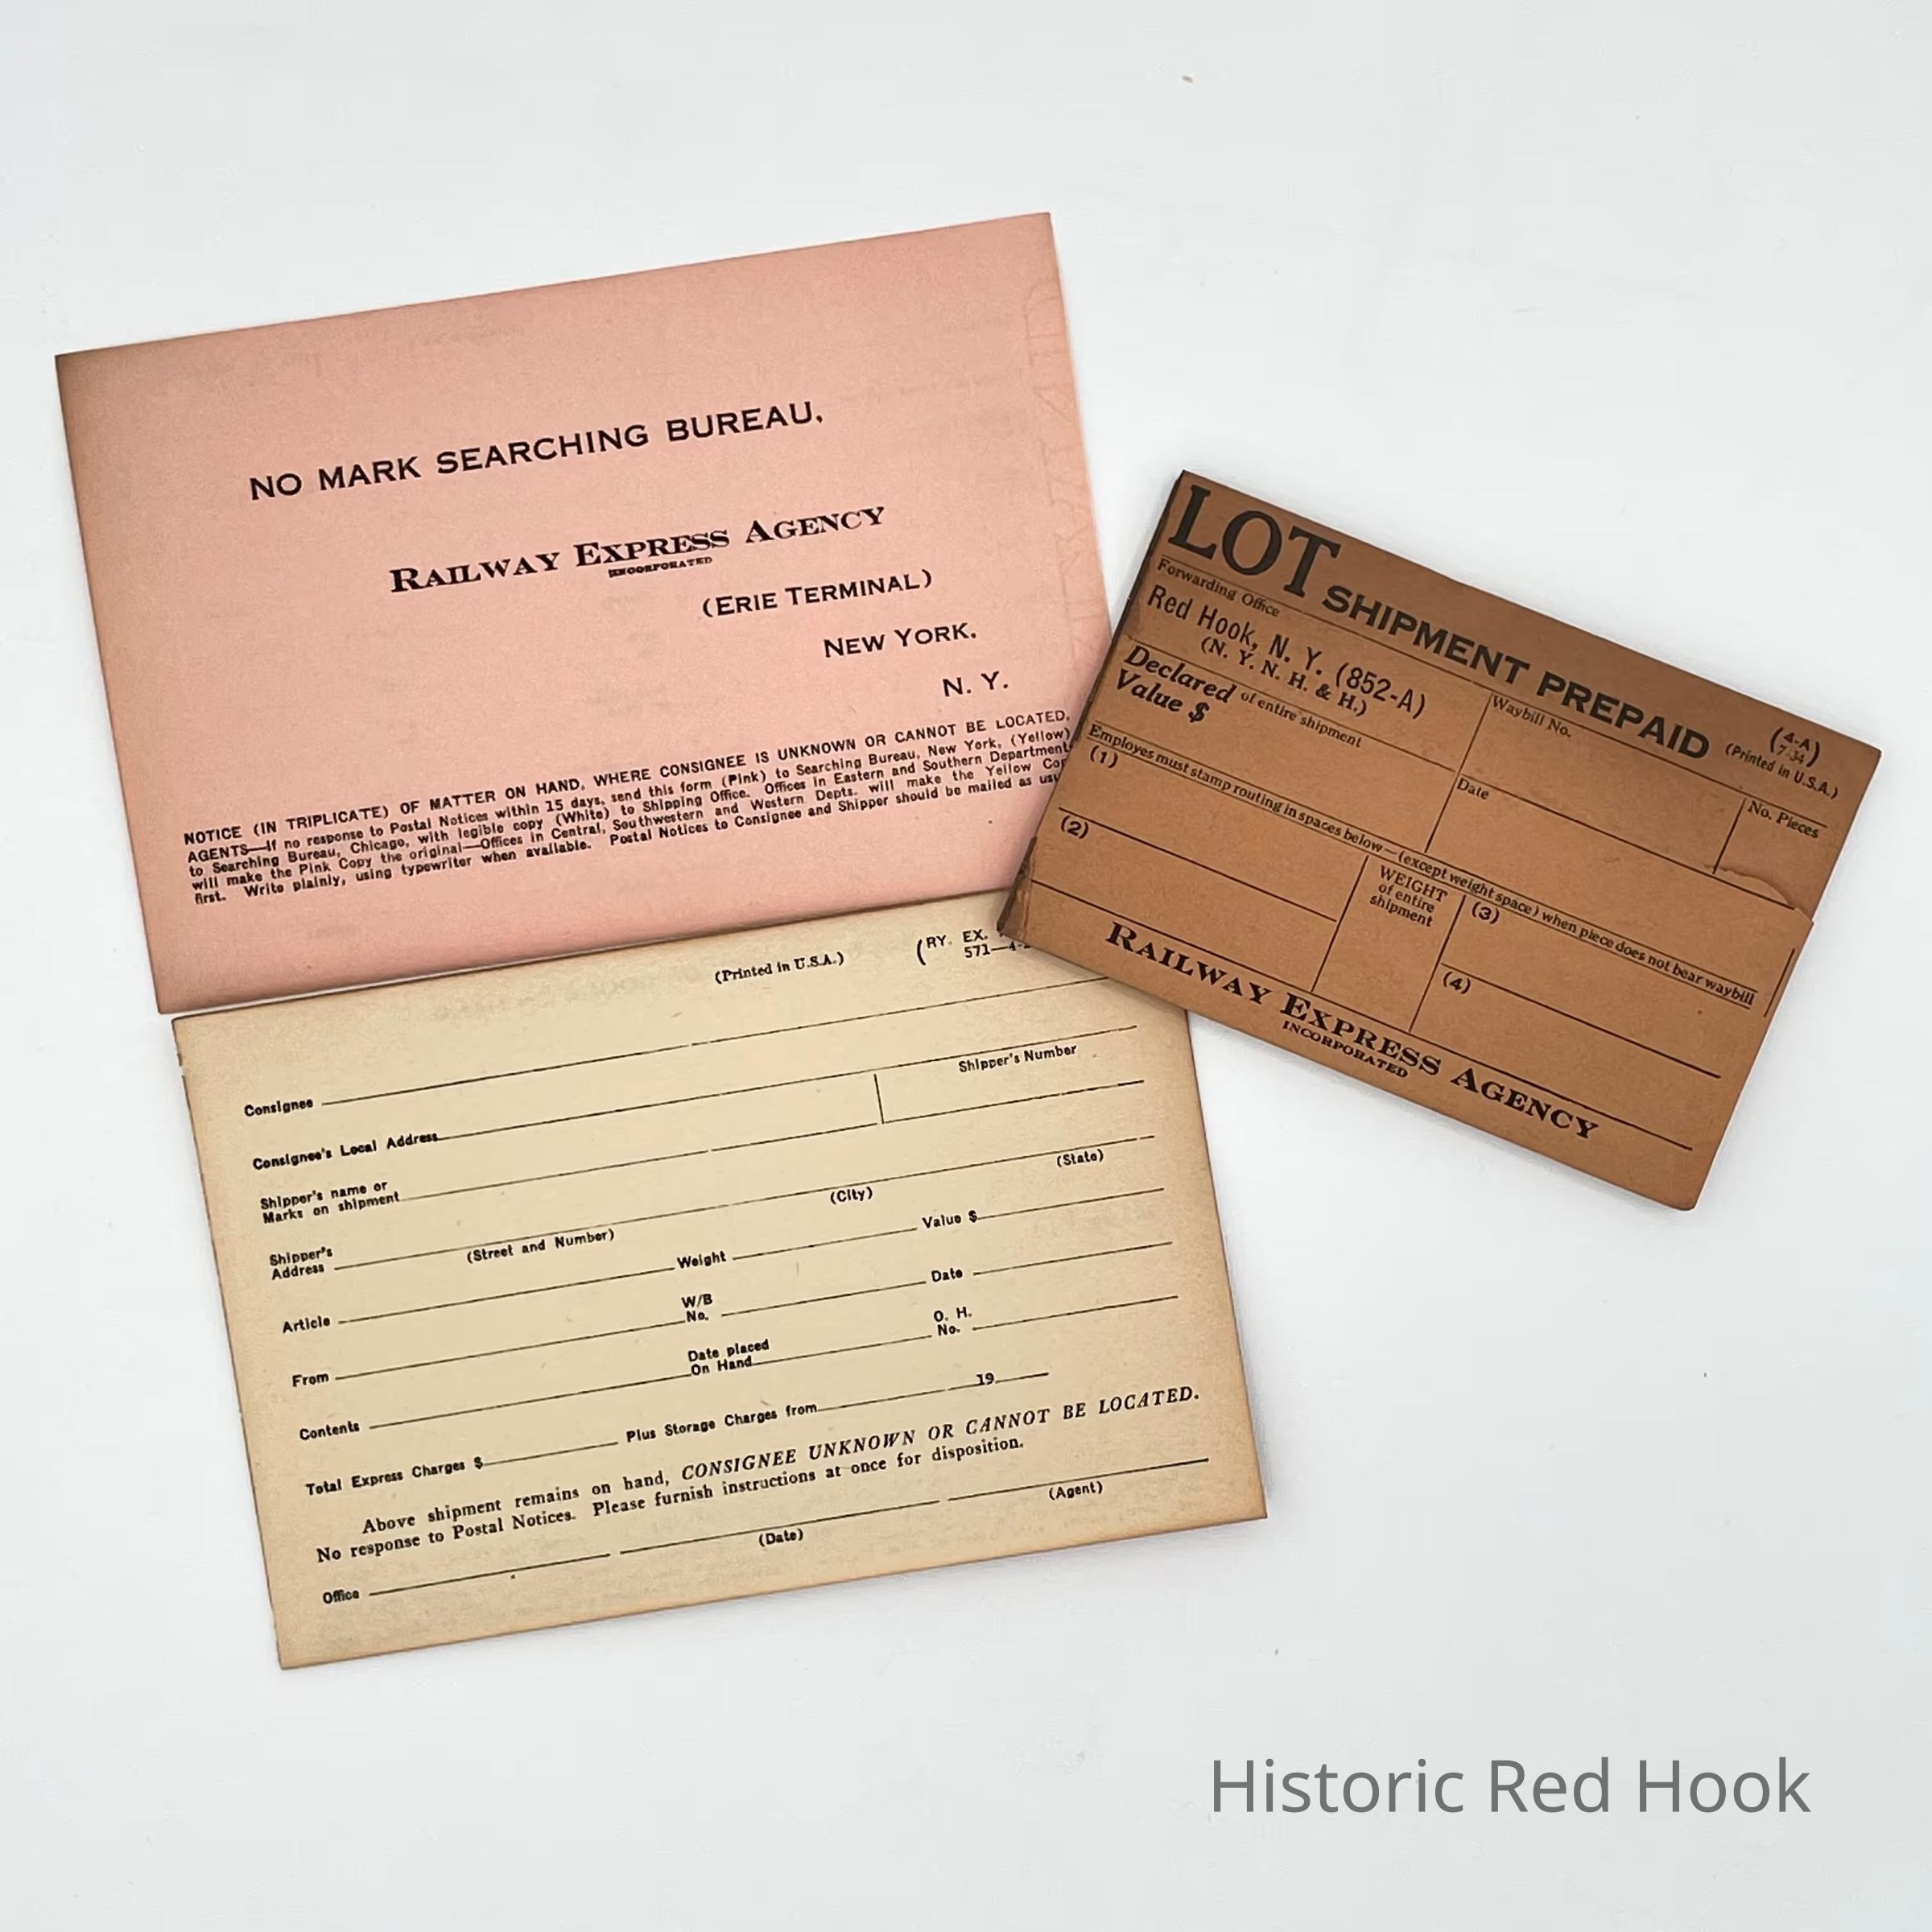 NO MARK SEARCHING BUREAU,
RAILWAY EXPRESS AGENCY
INCORPORATED
(ERIE TERMINAL)
NEW YORK,
N. Y.
NOTICE (IN TRIPLICATE) OF MATTER ON HAND, WHERE CONSIGNEE IS UNKNOWN OR CANNOT BE LOCATED.
AGENTS—If no response to Postal Notices within 15 days, send this form (Pink) to Searching Bureau, New York, (Yellow)
to Searching Bureau, Chicago, with legible copy (White) to Shipping Office. Offices in Eastern and Southern Departments
will make the Pink Copy the original—Offices in Central, Southwestern and Western Depts. will make the Yellow
first. Write plainly, using typewriter when available. Postal Notices to Consignee and Shipper should be mailed as
(Printed in U.S.A.)
(RY. EX.
571—4-
Consignee
Consignee's Local Address
Shipper's Number
Shipper's name or
Marks on shipment
Shipper's
Address
(Street and Number)
(City)
(State)
Article
Weight
Value $
From
W/B
No.
Date
Contents
Date placed
On Hand
O. H.
No.
Total Express Charges $
Plus Storage Charges from
19
Above shipment remains on hand, CONSIGNEE UNKNOWN OR CANNOT BE LOCATED.
No response to Postal Notices. Please furnish instructions at once for disposition.
Office
(Date)
(Agent)
LOT SHIPMENT PREPAID
(4-A)
7-34
(Printed in U.S.A.)
Forwarding Office
Red Hook, N. Y. (852-A)
(N. Y. N. H. & H.)
Waybill No.
Declared
Value $
of entire shipment
Date
No. Pieces
Employes must stamp routing in spaces below—(except weight space) when piece does not bear waybill
(1)
(2)
WEIGHT
of entire
shipment
(3)
(4)
RAILWAY EXPRESS AGENCY
INCORPORATED
Historic Red Hook